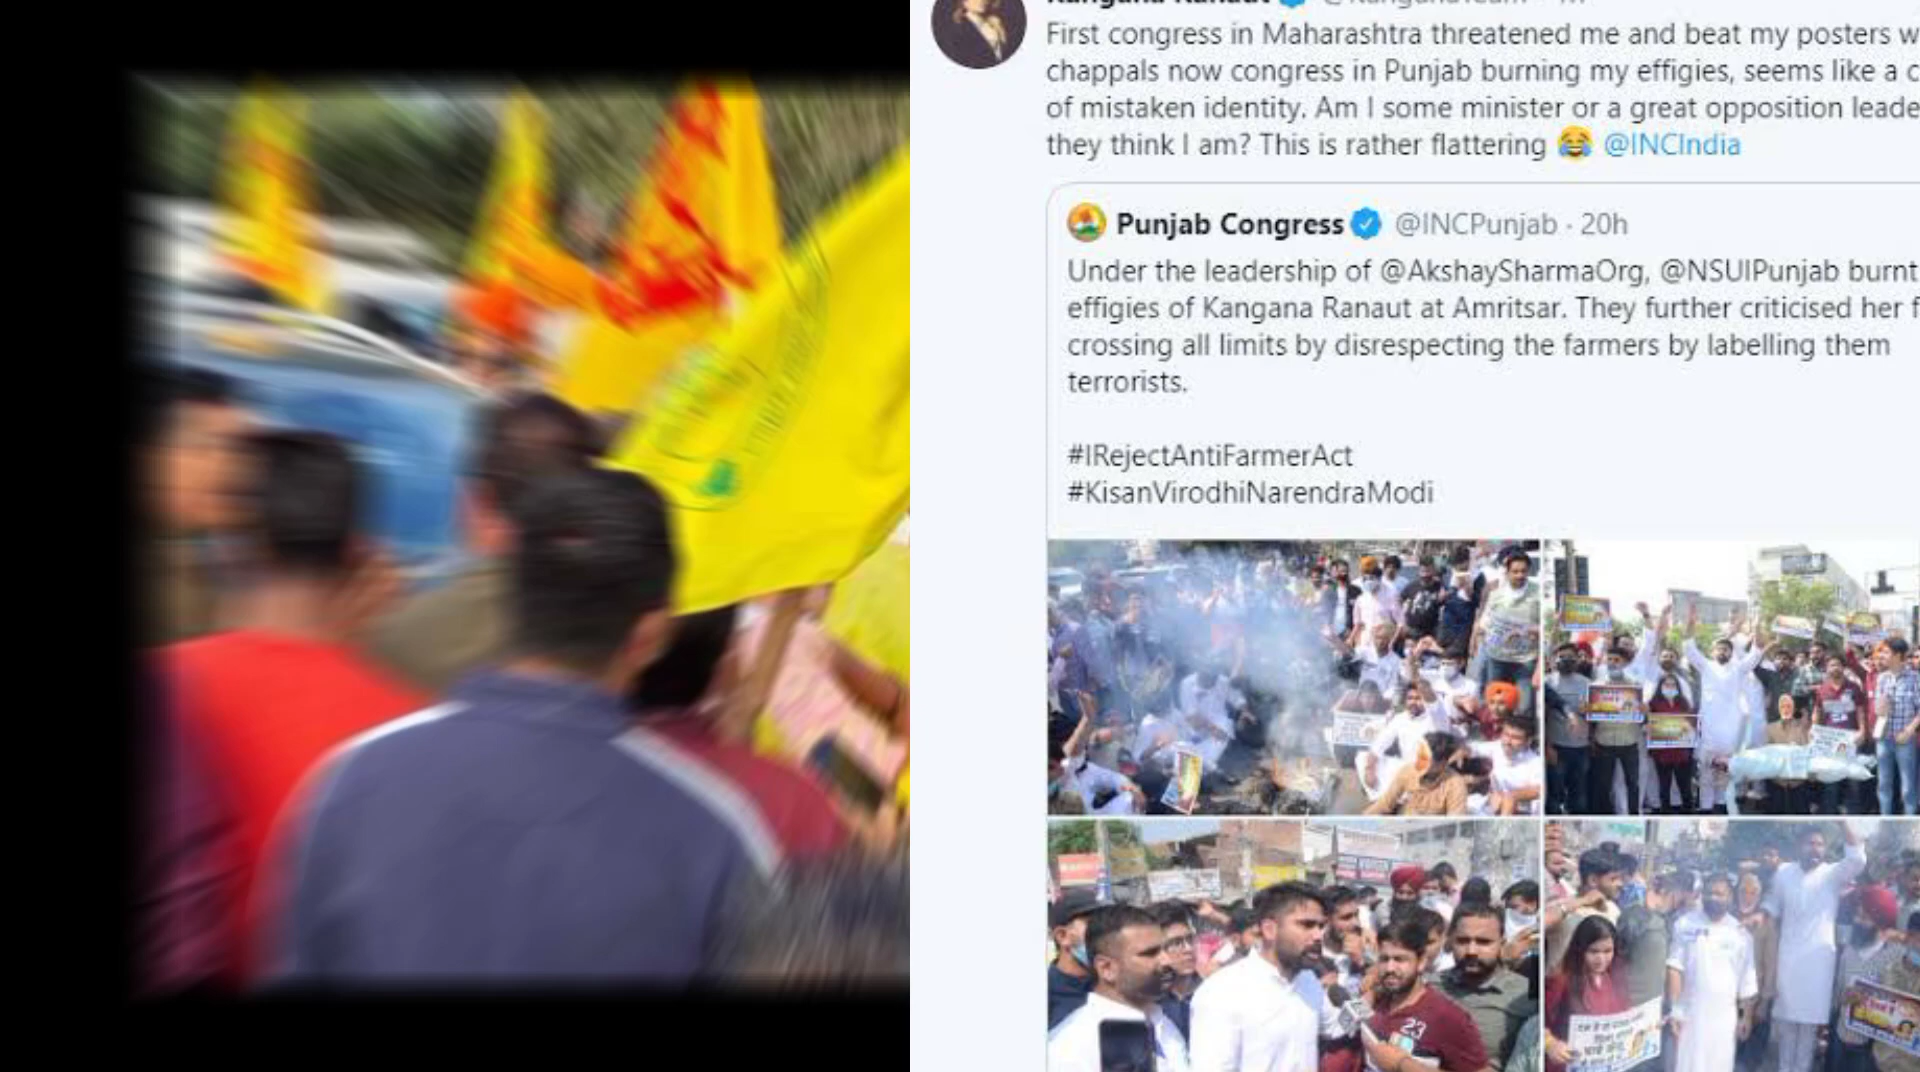 First congress in Maharashtra threatened me and beat my posters
chappals now congress in Punjab burning my effigies, seems like a
of mistaken identity. Am I some minister or a great opposition
they think I am? This is rather flattering 😂 @INCIndia
Punjab Congress @INCPunjab · 20h
Under the leadership of @AkshaySharmaOrg, @NSUIPunjab burnt
effigies of Kangana Ranaut at Amritsar. They further criticised her
crossing all limits by disrespecting the farmers by labelling them
terrorists.
#IRejectAntiFarmerAct
#KisanVirodhiNarendraModi
23